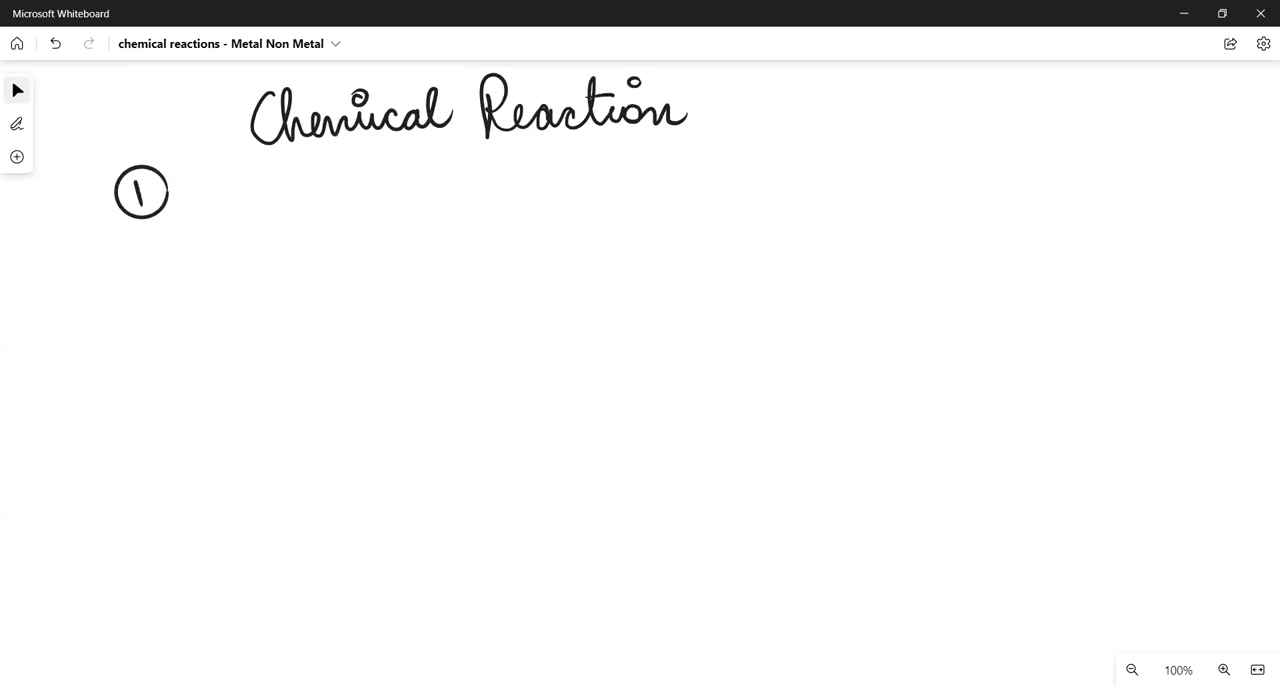 Microsoft Whiteboard
chemical reactions - Metal Non Metal
Chemical Reaction
1
100%